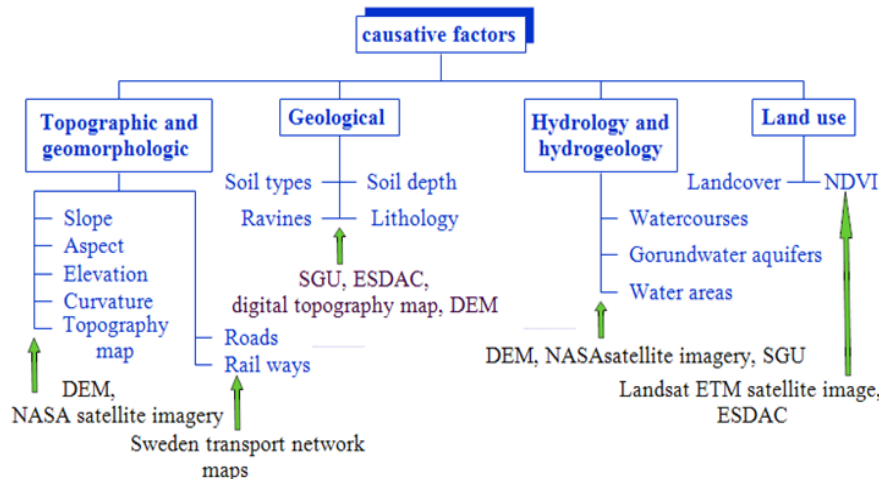 causative factors
Topographic and
geomorphologic
Geological
Hydrology and
hydrogeology
Land use
Soil types
Soil depth
Ravines
Lithology
Landcover
NDVI
Slope
Aspect
Elevation
Curvature
Topography
map
Roads
Rail ways
Watercourses
Gorundwater aquifers
Water areas
SGU, ESDAC,
digital topography map, DEM
DEM,
NASA satellite imagery
Sweden transport network
maps
DEM, NASAsatellite imagery, SGU
Landsat ETM satellite image,
ESDAC